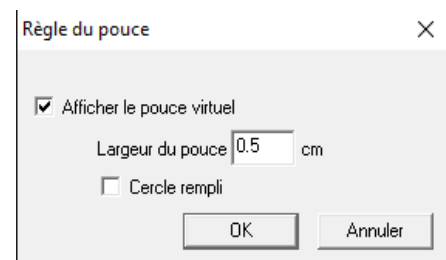 Règle du pouce
Afficher le pouce virtuel
Largeur du pouce 0.5 cm
Cercle rempli
OK Annuler